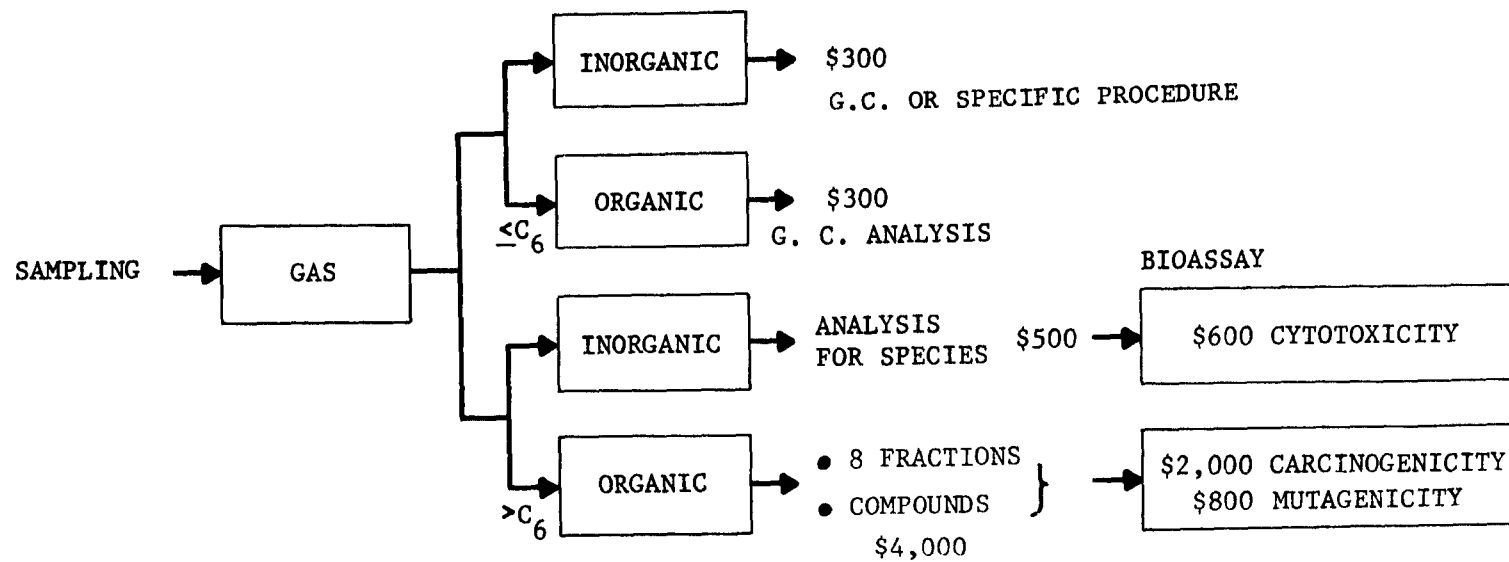 INORGANIC
$300
G.C. OR SPECIFIC PROCEDURE
ORGANIC
$300
≤C6
G. C. ANALYSIS
SAMPLING
GAS
BIOASSAY
INORGANIC
ANALYSIS
FOR SPECIES $500
$600 CYTOTOXICITY
ORGANIC
>C6
• 8 FRACTIONS
• COMPOUNDS
$4,000
$2,000 CARCINOGENICITY
$800 MUTAGENICITY